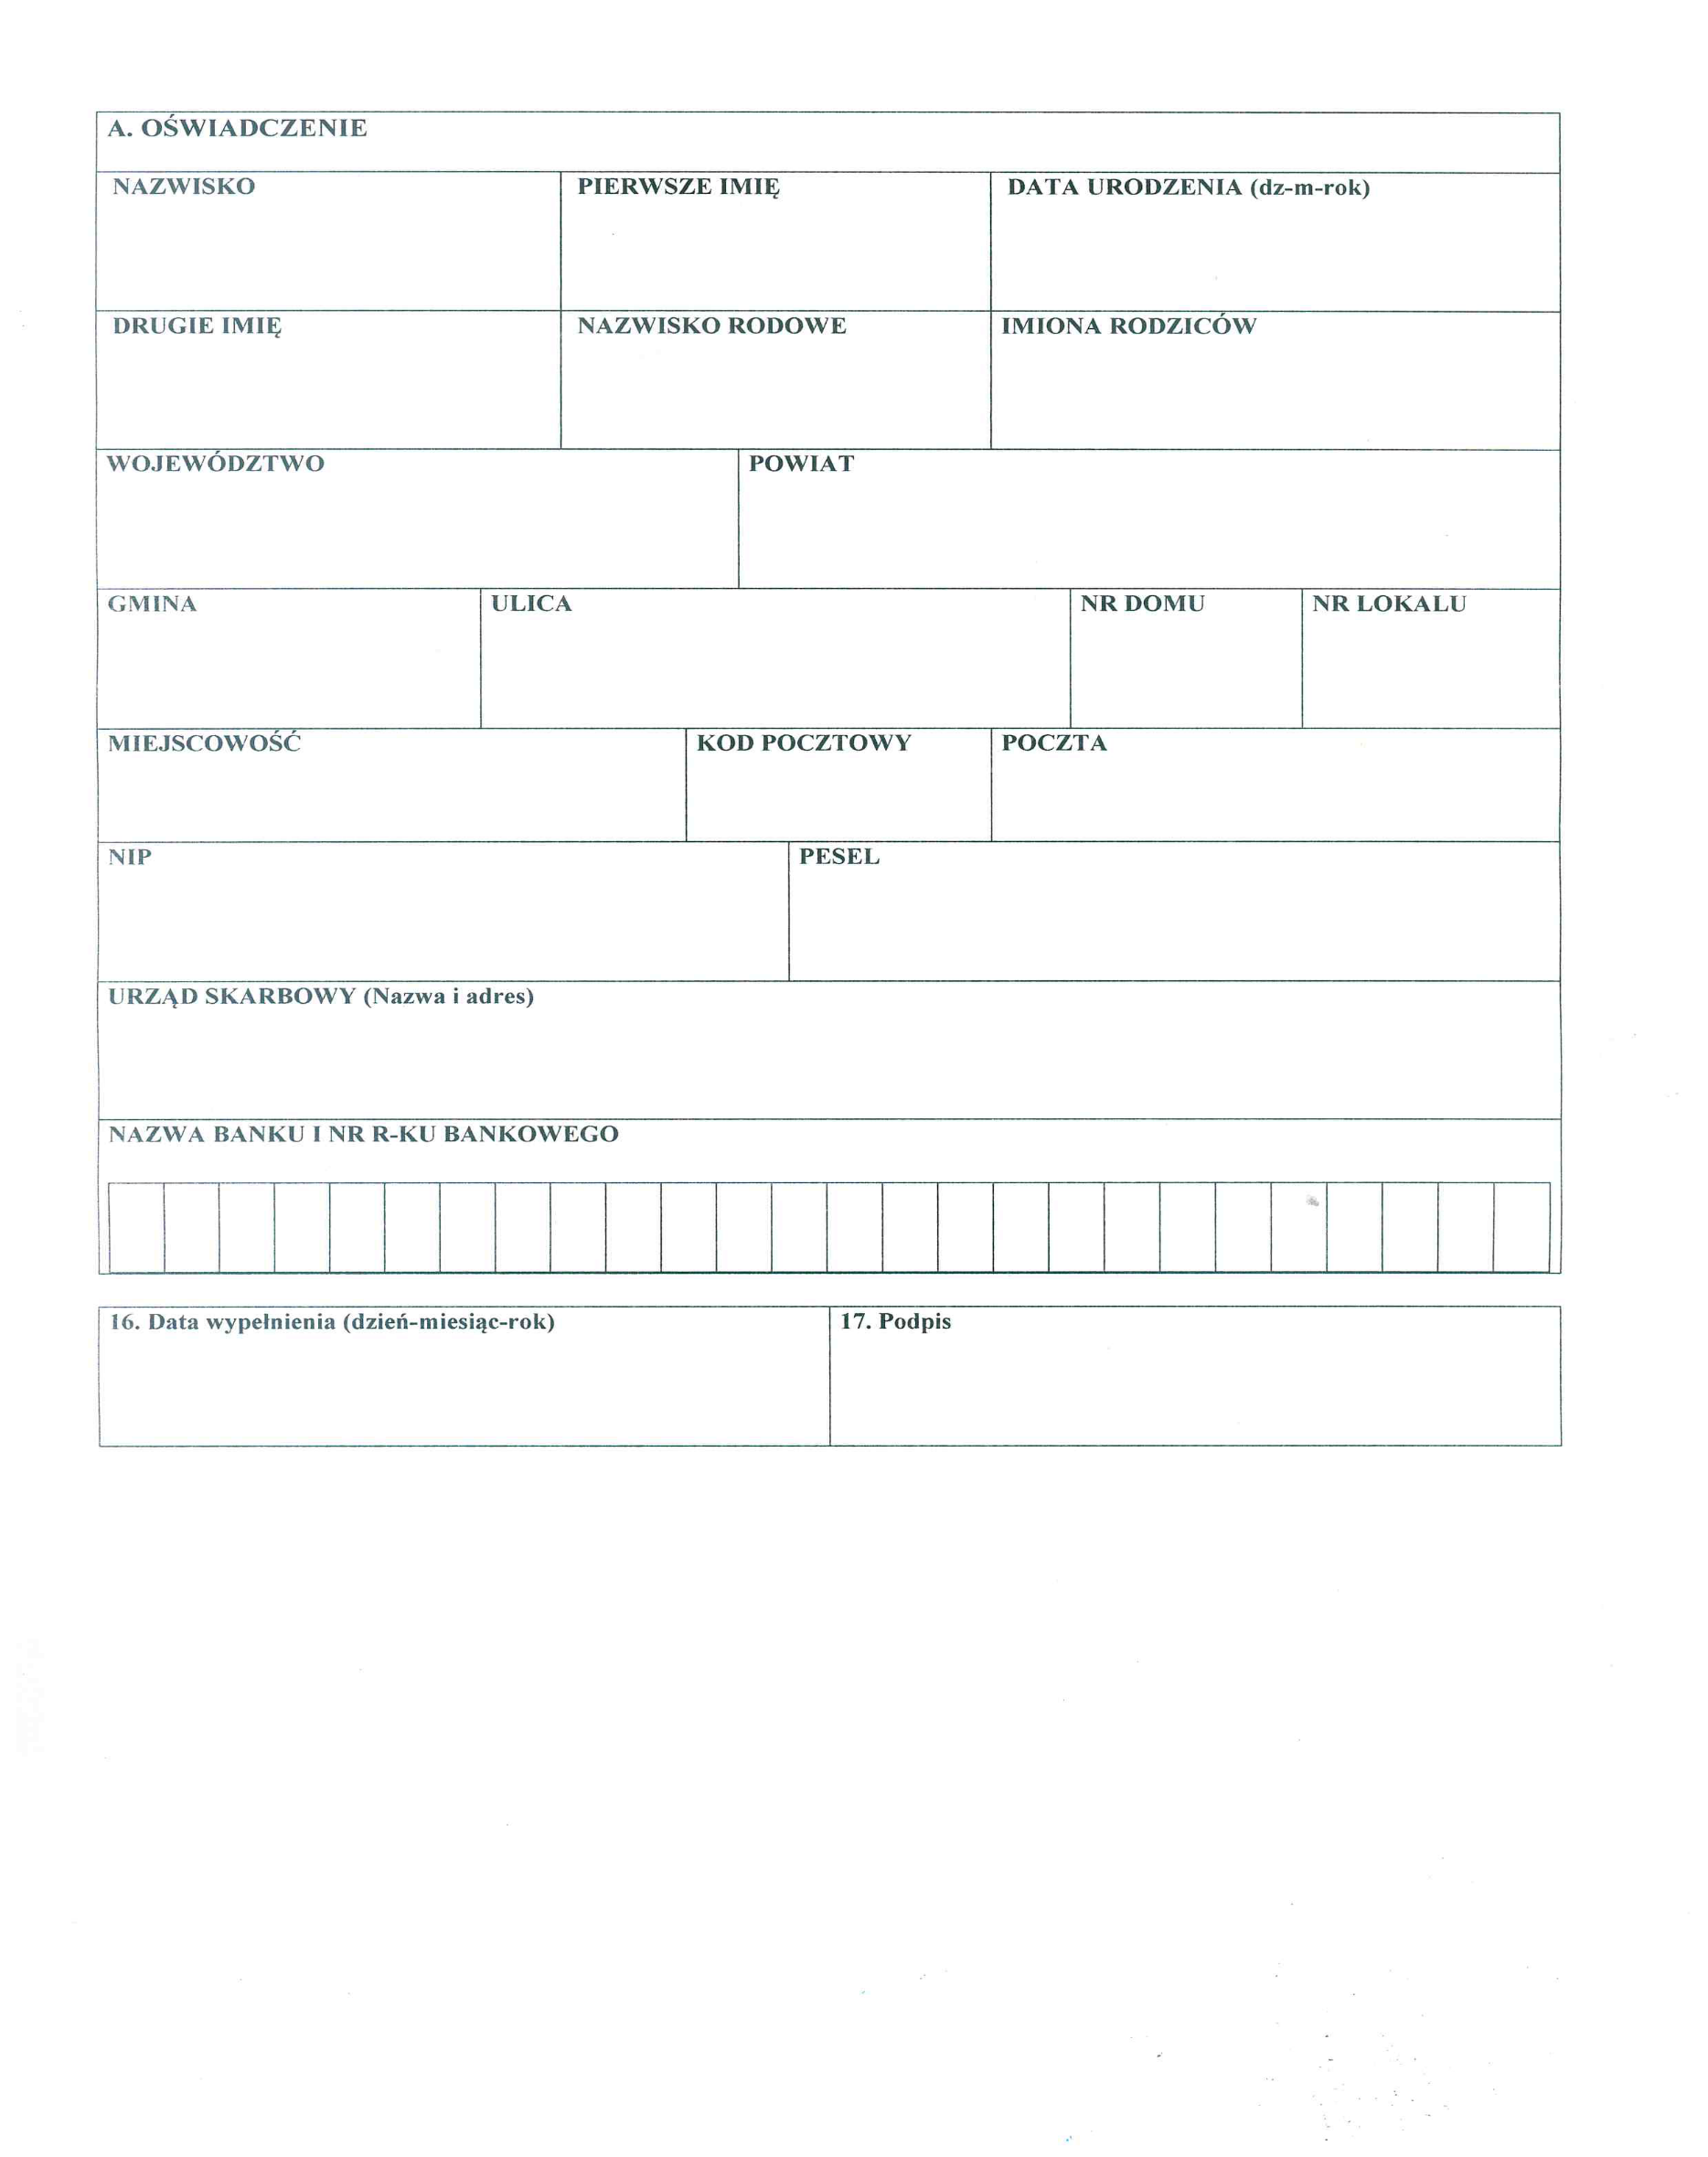 A. OŚWIADCZENIE
NAZWISKO PIERWSZE IMIĘ DATA URODZENIA (dz-m-rok)
DRUGIE IMIĘ NAZWISKO RODOWE IMIONA RODZICÓW
WOJEWÓDZTWO POWIAT
GMINA ULICA NR DOMU NR LOKALU
MIEJSCOWOŚĆ KOD POCZTOWY POCZTA
NIP PESEL
URZĄD SKARBOWY (Nazwa i adres)
NAZWA BANKU I NR R-KU BANKOWEGO
16. Data wypełnienia (dzień-miesiąc-rok) 17. Podpis